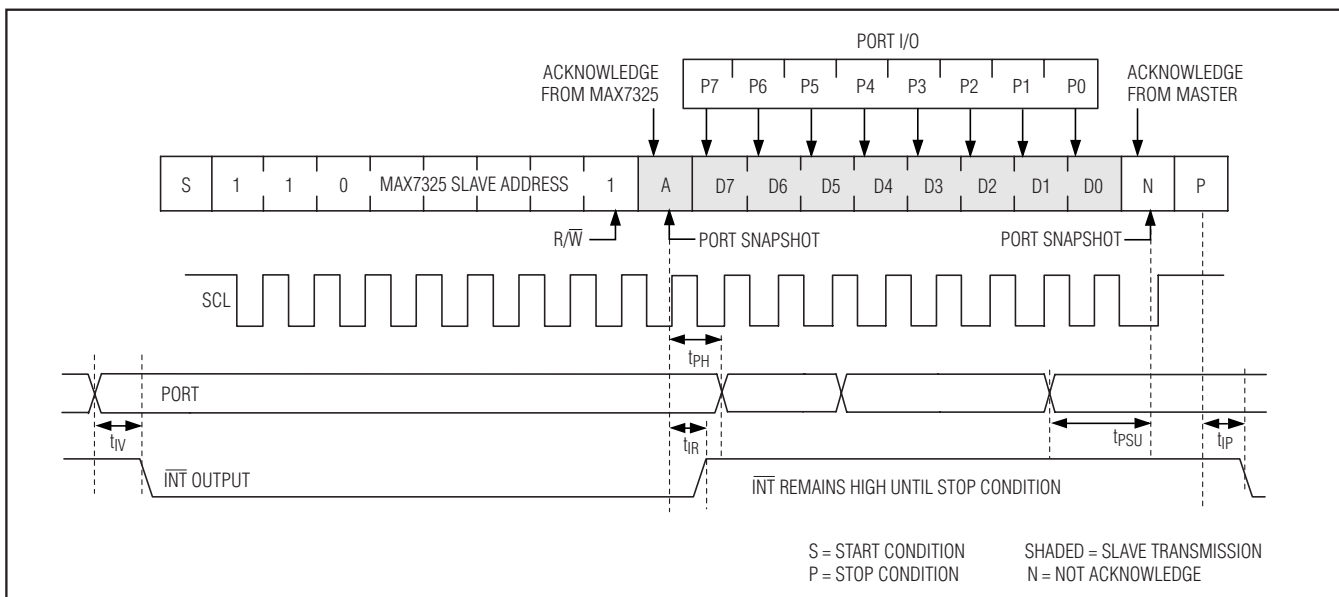 PORT I/O
ACKNOWLEDGE
FROM MAX7325
P7 P6 P5 P4 P3 P2 P1 P0
ACKNOWLEDGE
FROM MASTER
S 1 1 0 MAX7325 SLAVE ADDRESS 1 A D7 D6 D5 D4 D3 D2 D1 D0 N P
R/W̅
PORT SNAPSHOT
PORT SNAPSHOT
SCL
tPH
PORT
tIV
tIR
tPSU
tIP
I̅N̅T̅ OUTPUT
I̅N̅T̅ REMAINS HIGH UNTIL STOP CONDITION
S = START CONDITION
SHADED = SLAVE TRANSMISSION
P = STOP CONDITION
N = NOT ACKNOWLEDGE